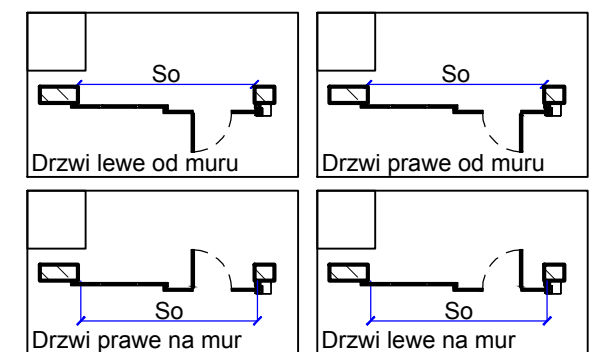 So
Drzwi lewe od muru
So
Drzwi prawe od muru
So
Drzwi prawe na mur
So
Drzwi lewe na mur